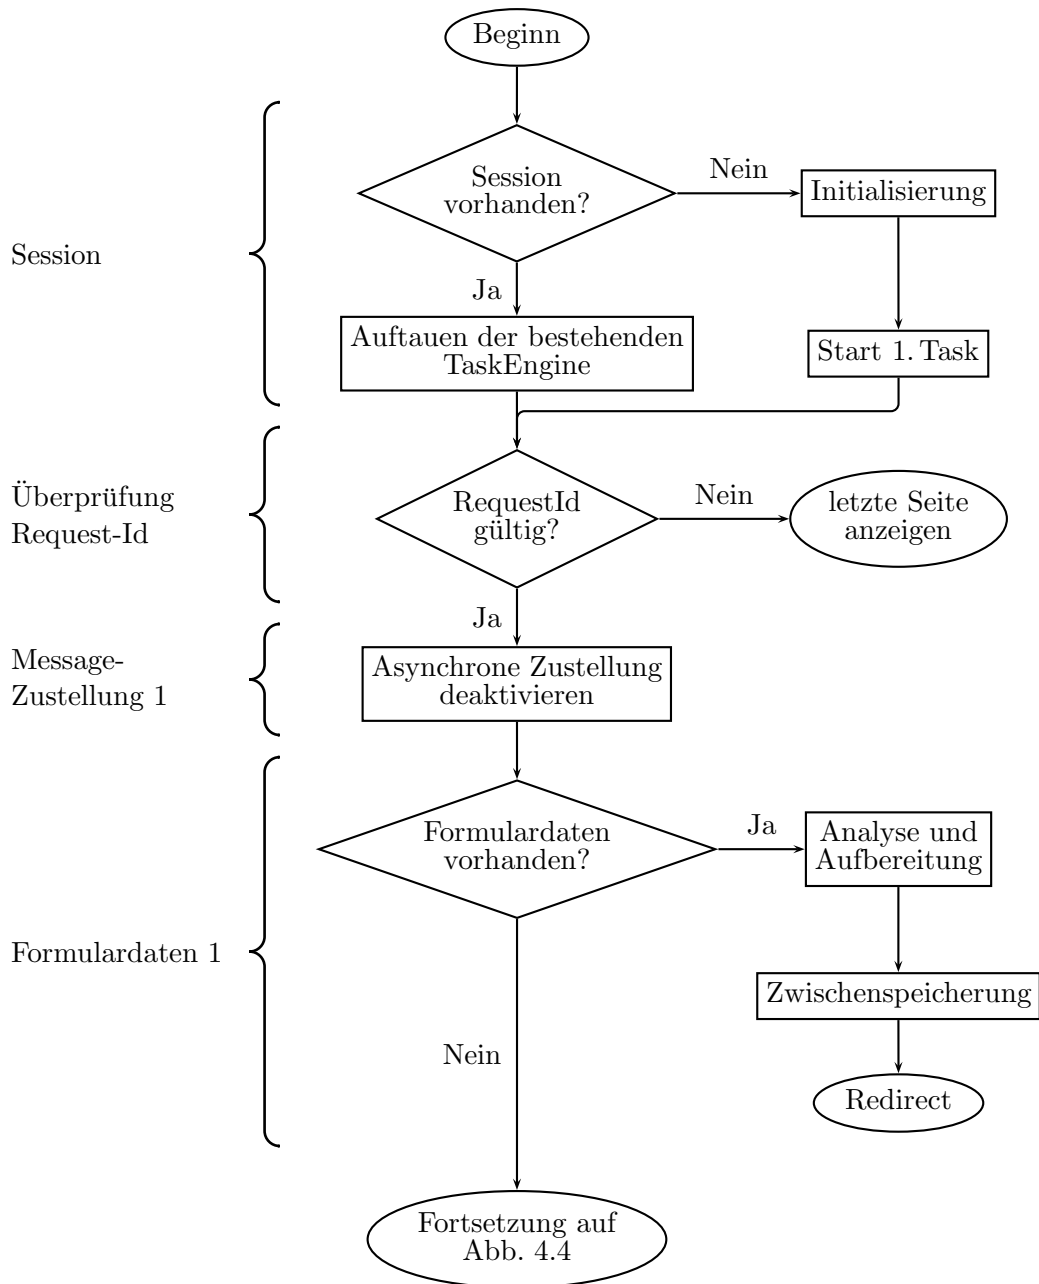 Beginn
Session
vorhanden?
Nein
Initialisierung
Session
Ja
Auftauen der bestehenden
TaskEngine
Start 1. Task
Überprüfung
Request-Id
RequestId
gültig?
Nein
letzte Seite
anzeigen
Ja
Message-
Zustellung 1
Asynchrone Zustellung
deaktivieren
Formulardaten
vorhanden?
Ja
Analyse und
Aufbereitung
Formulardaten 1
Zwischenspeicherung
Nein
Redirect
Fortsetzung auf
Abb. 4.4